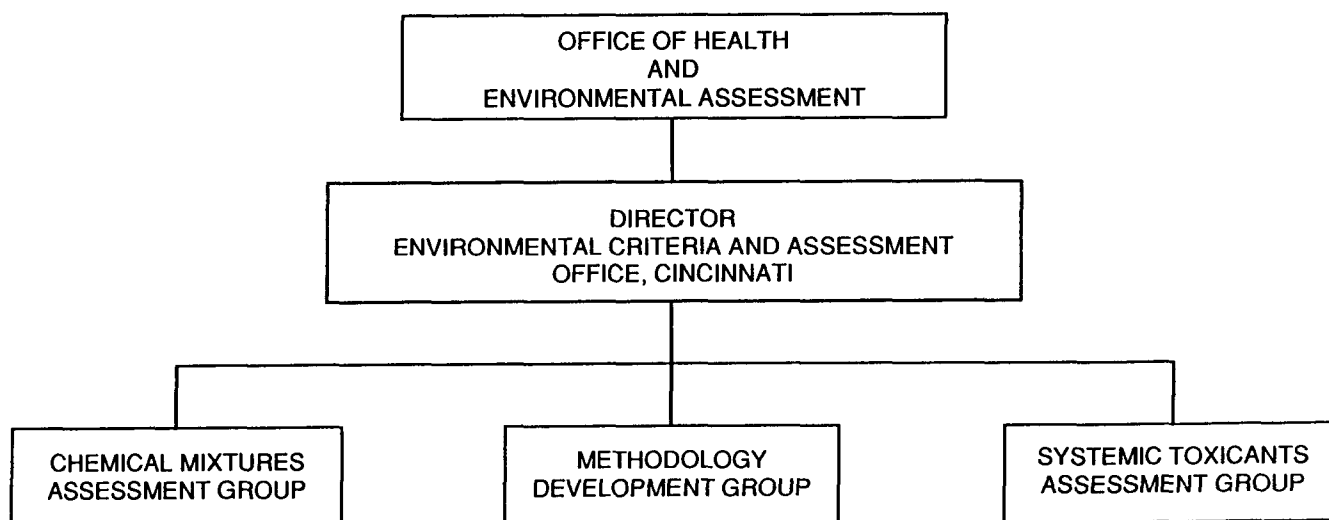 OFFICE OF HEALTH
AND
ENVIRONMENTAL ASSESSMENT
DIRECTOR
ENVIRONMENTAL CRITERIA AND ASSESSMENT
OFFICE, CINCINNATI
CHEMICAL MIXTURES
ASSESSMENT GROUP
METHODOLOGY
DEVELOPMENT GROUP
SYSTEMIC TOXICANTS
ASSESSMENT GROUP